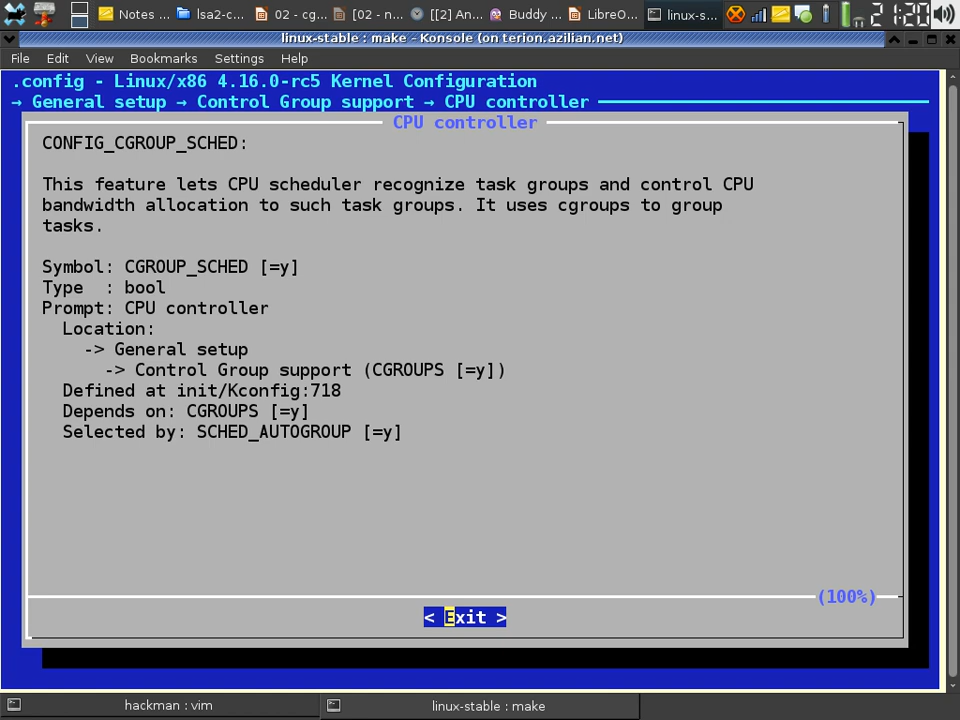 Notes ... lsa2-c... 02 - cg... [02 - n... [[2] An... Buddy ... LibreO... linux-s... 21:20
linux-stable : make - Konsole (on terion.azilian.net)
File Edit View Bookmarks Settings Help
.config - Linux/x86 4.16.0-rc5 Kernel Configuration
→ General setup → Control Group support → CPU controller
CPU controller
CONFIG_CGROUP_SCHED:
This feature lets CPU scheduler recognize task groups and control CPU
bandwidth allocation to such task groups. It uses cgroups to group
tasks.
Symbol: CGROUP_SCHED [=y]
Type  : bool
Prompt: CPU controller
Location:
-> General setup
-> Control Group support (CGROUPS [=y])
Defined at init/Kconfig:718
Depends on: CGROUPS [=y]
Selected by: SCHED_AUTOGROUP [=y]
(100%)
< Exit >
hackman : vim linux-stable : make